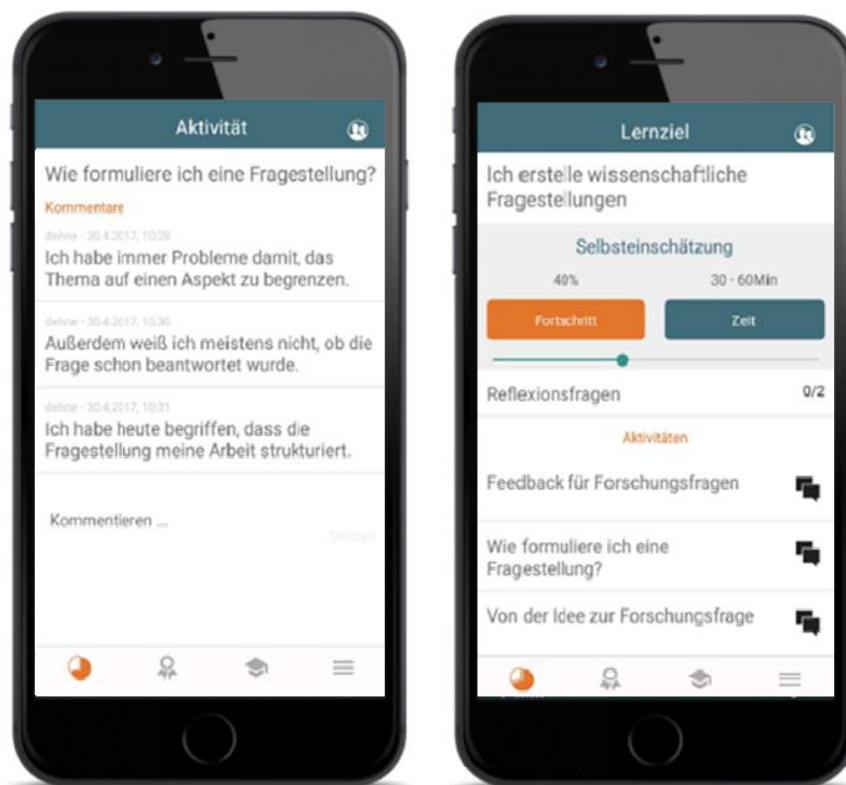 Aktivität
Wie formuliere ich eine Fragestellung?
Kommentare
dehne - 30.4.2017, 10:28
Ich habe immer Probleme damit, das
Thema auf einen Aspekt zu begrenzen.
dehne - 30.4.2017, 10:30
Außerdem weiß ich meistens nicht, ob die
Frage schon beantwortet wurde.
dehne - 30.4.2017, 10:31
Ich habe heute begriffen, dass die
Fragestellung meine Arbeit strukturiert.
Kommentieren ...
Senden
Lernziel
Ich erstelle wissenschaftliche
Fragestellungen
Selbsteinschätzung
40% 30 - 60Min
Fortschritt Zeit
Reflexionsfragen 0/2
Aktivitäten
Feedback für Forschungsfragen
Wie formuliere ich eine
Fragestellung?
Von der Idee zur Forschungsfrage